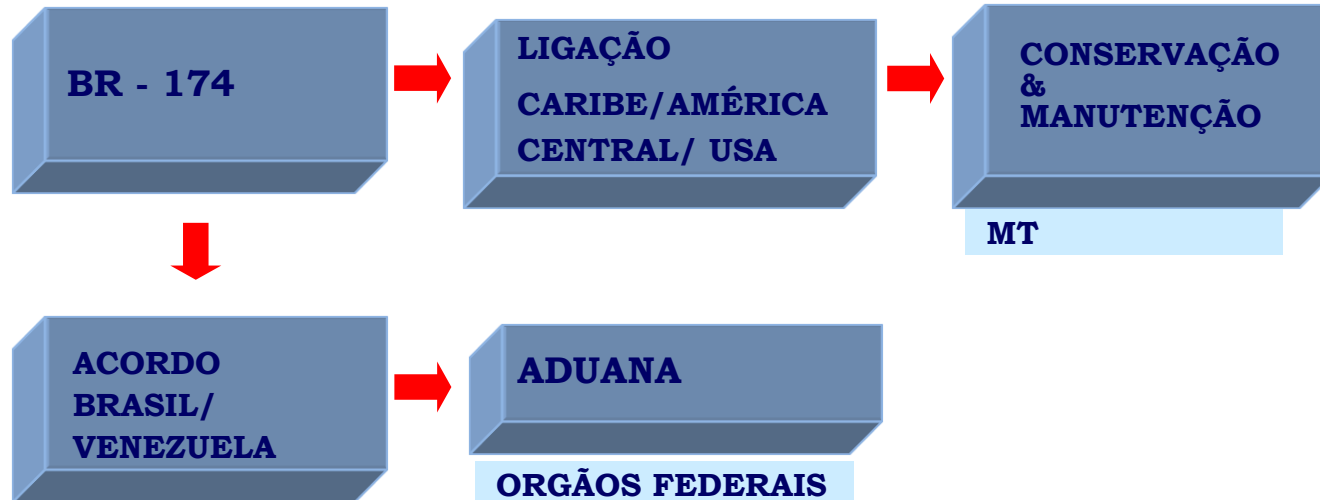 BR - 174
LIGAÇÃO
CARIBE/AMÉRICA
CENTRAL/ USA
CONSERVAÇÃO
&
MANUTENÇÃO
MT
ACORDO
BRASIL/
VENEZUELA
ADUANA
ORGÃOS FEDERAIS